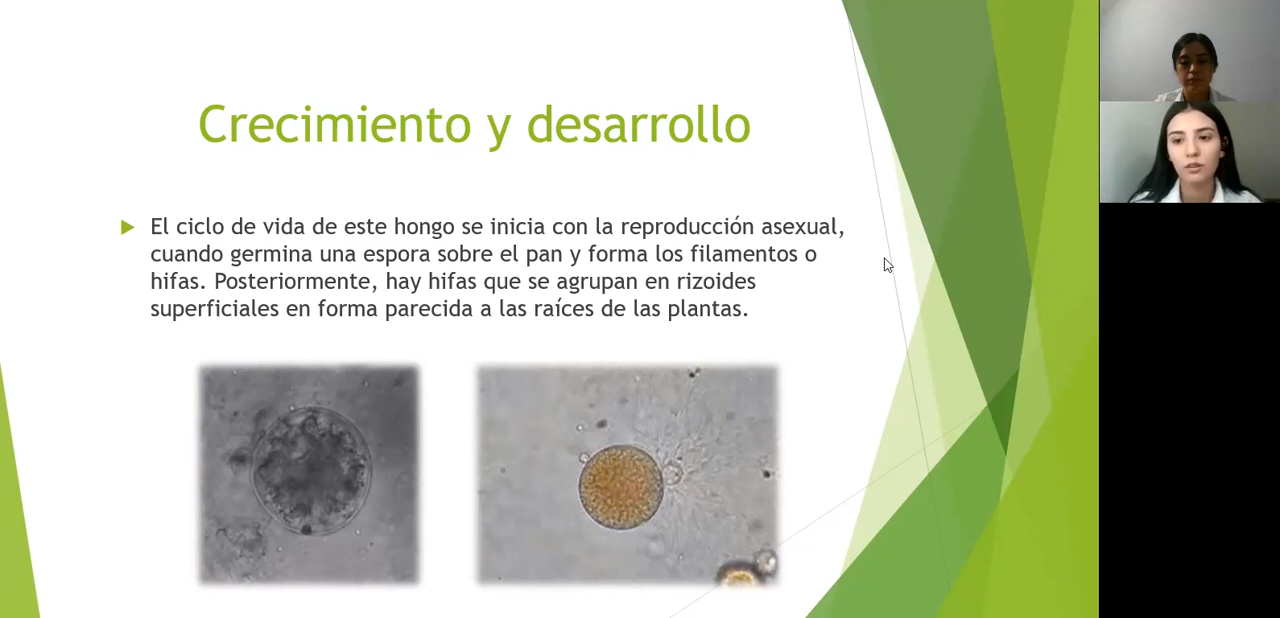 Crecimiento y desarrollo
El ciclo de vida de este hongo se inicia con la reproducción asexual,
cuando germina una espora sobre el pan y forma los filamentos o
hifas. Posteriormente, hay hifas que se agrupan en rizoides
superficiales en forma parecida a las raíces de las plantas.